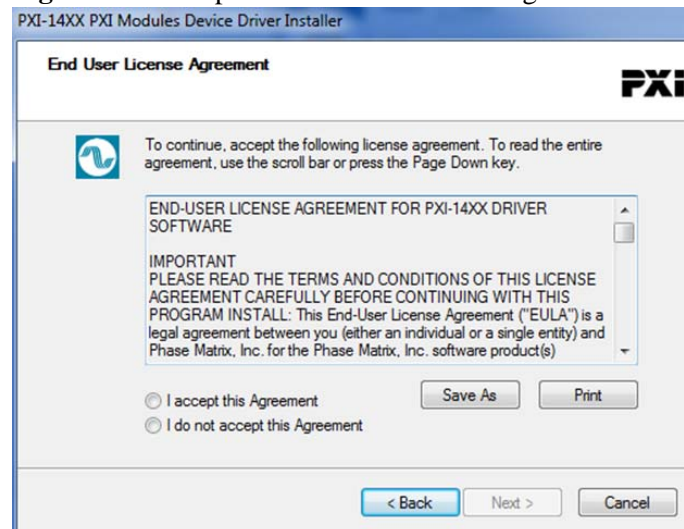 PXI-14XX PXI Modules Device Driver Installer
End User License Agreement
PXI
To continue, accept the following license agreement. To read the entire
agreement, use the scroll bar or press the Page Down key.
END-USER LICENSE AGREEMENT FOR PXI-14XX DRIVER
SOFTWARE
IMPORTANT
PLEASE READ THE TERMS AND CONDITIONS OF THIS LICENSE
AGREEMENT CAREFULLY BEFORE CONTINUING WITH THIS
PROGRAM INSTALL: This End-User License Agreement ("EULA") is a
legal agreement between you (either an individual or a single entity) and
Phase Matrix, Inc. for the Phase Matrix, Inc. software product(s)
Save As Print
I accept this Agreement
I do not accept this Agreement
< Back Next > Cancel